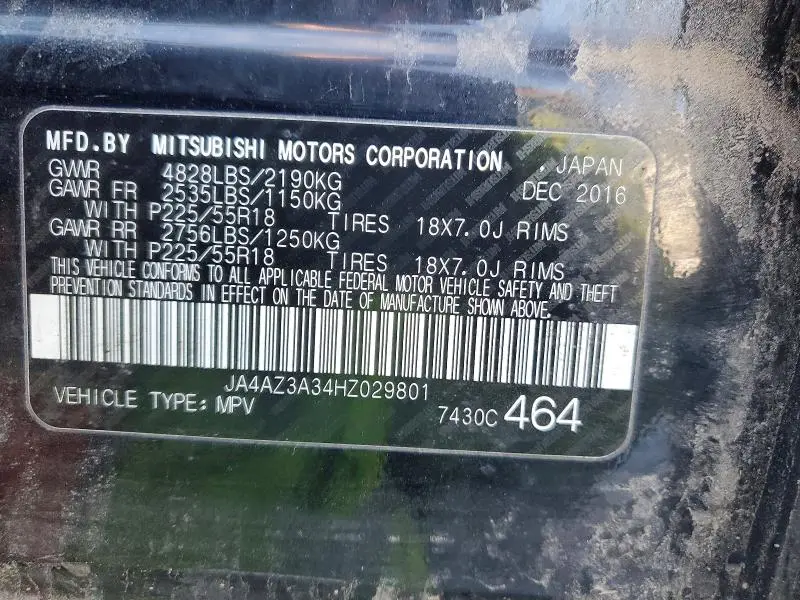 MFD.BY MITSUBISHI MOTORS CORPORATION . JAPAN
GVWR 4828LBS/2190KG DEC 2016
GAWR FR 2535LBS/1150KG
WITH P225/55R18 TIRES 18X7.0J RIMS
GAWR RR 2756LBS/1250KG
WITH P225/55R18 TIRES 18X7.0J RIMS
THIS VEHICLE CONFORMS TO ALL APPLICABLE FEDERAL MOTOR VEHICLE SAFETY AND THEFT
PREVENTION STANDARDS IN EFFECT ON THE DATE OF MANUFACTURE SHOWN ABOVE.
JA4AZ3A34HZ029801
VEHICLE TYPE: MPV 7430C 464